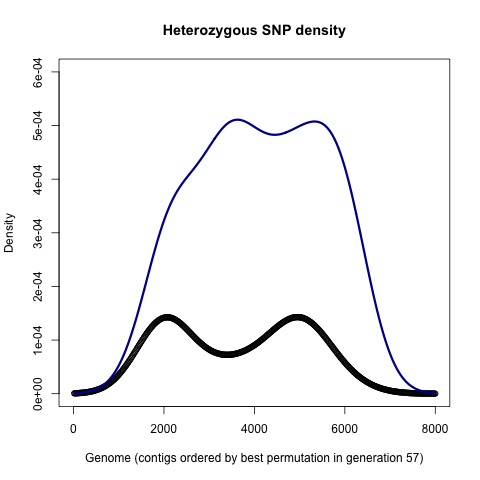 Heterozygous SNP density
Density
6e-04
5e-04
4e-04
3e-04
2e-04
1e-04
0e+00
0 2000 4000 6000 8000
Genome (contigs ordered by best permutation in generation 57)